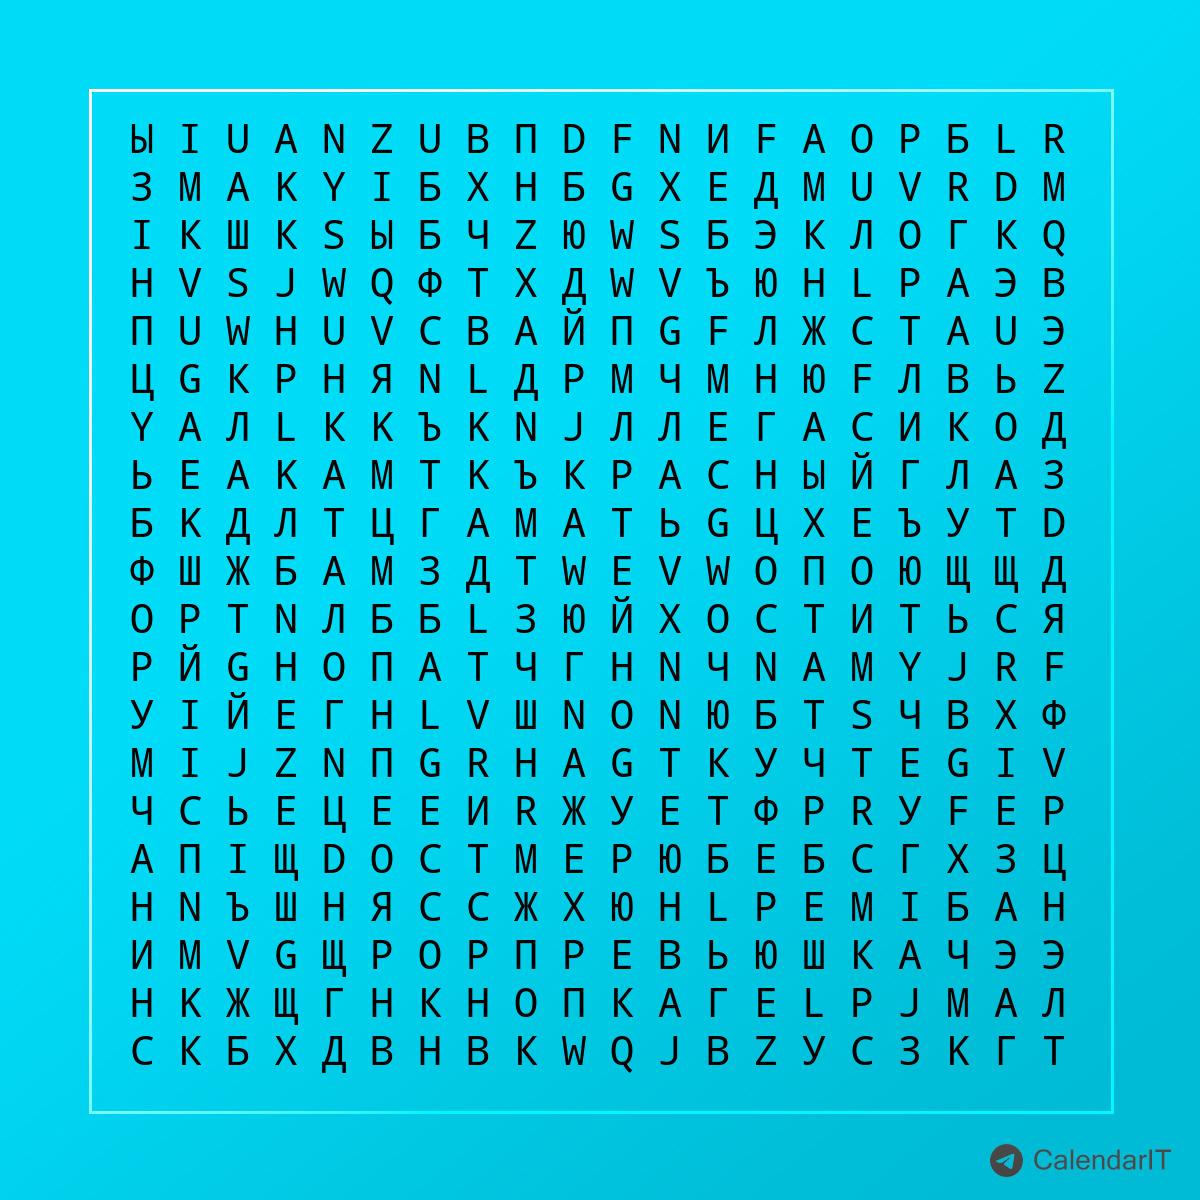 Ы I U A N Z U B П D F N И F A O P Б L R
З M A K Y I Б X H Б G X E Д M U V R D M
I K Ш K S Ы Б Ч Z Ю W S Б Э K Л O Г K Q
H V S J W Q Ф T X Д W V Ъ Ю H L P A Э B
П U W H U V C B A Й П G F Л Ж C T A U Э
Ц G K P H Я N L Д P M Ч M H Ю F Л B Ь Z
Y А Л L K K Ъ K N J Л Л Е Г А С И К О Д
Ь E A K A M T K Ъ К Р А С Н Ы Й Г Л А З
Б K Д Л T Ц Г A M A T Ь G Ц X E Ъ У T D
Ф Ш Ж Б A M З Д T W E V W O П O Ю Щ Щ Д
O P T N Л Б Б L З Ю Й Х О С Т И Т Ь С Я
P Й G H O П A T Ч Г H N Ч N A M Y J R F
У I Й E Г H L V Ш N O N Ю Б T S Ч B X Ф
M I J Z N П G R H A G T K У Ч T E G I V
Ч C Ь E Ц E E И R Ж У E T Ф P R У F E P
A П I Щ D O C T M E P Ю Б E Б C Г X З Ц
H N Ъ Ш H Я C C Ж X Ю H L P E M I Б A H
И M V G Щ P O P П Р Е В Ь Ю Ш К А Ч Э Э
H K Ж Щ Г H K H O П K A Г E L P J M A Л
C K Б X Д B H B K W Q J B Z У C З K Г T
CalendarIT